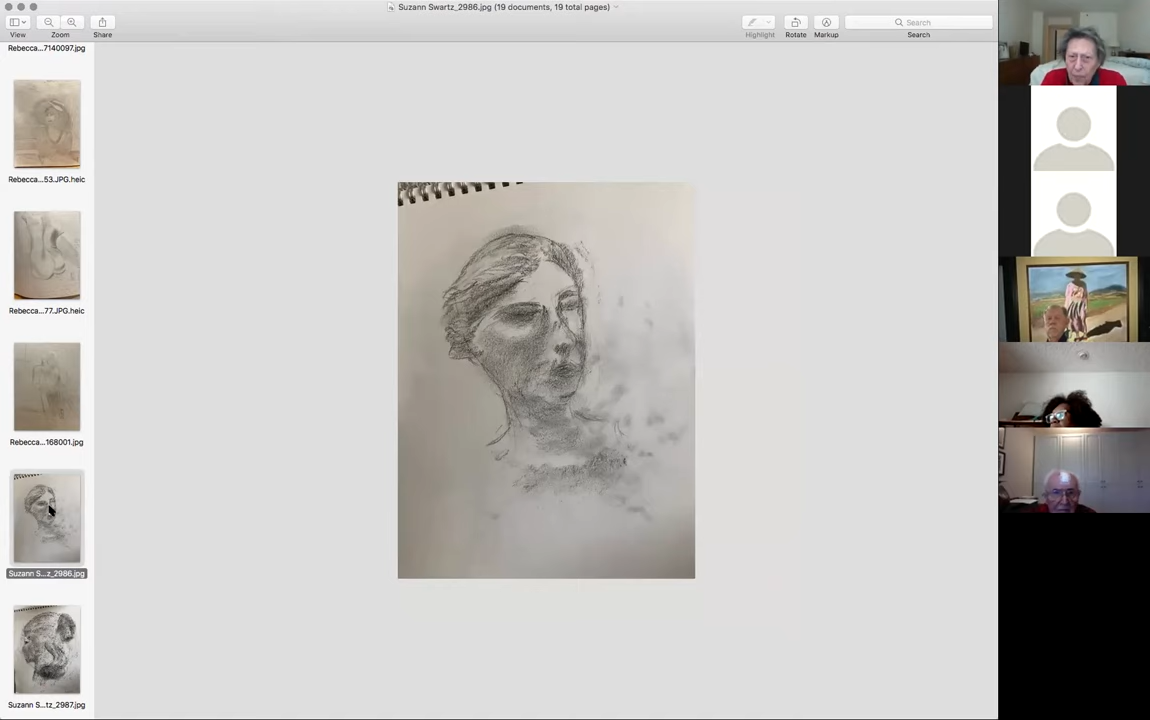 Suzann Swartz_2986.jpg (19 documents, 19 total pages)
View
Zoom
Share
Highlight
Rotate
Markup
Search
Search
Rebecca...7140097.jpg
Rebecca...53.JPG.heic
Rebecca...77.JPG.heic
Rebecca...168001.jpg
Suzann S...z_2986.jpg
Suzann S...tz_2987.jpg